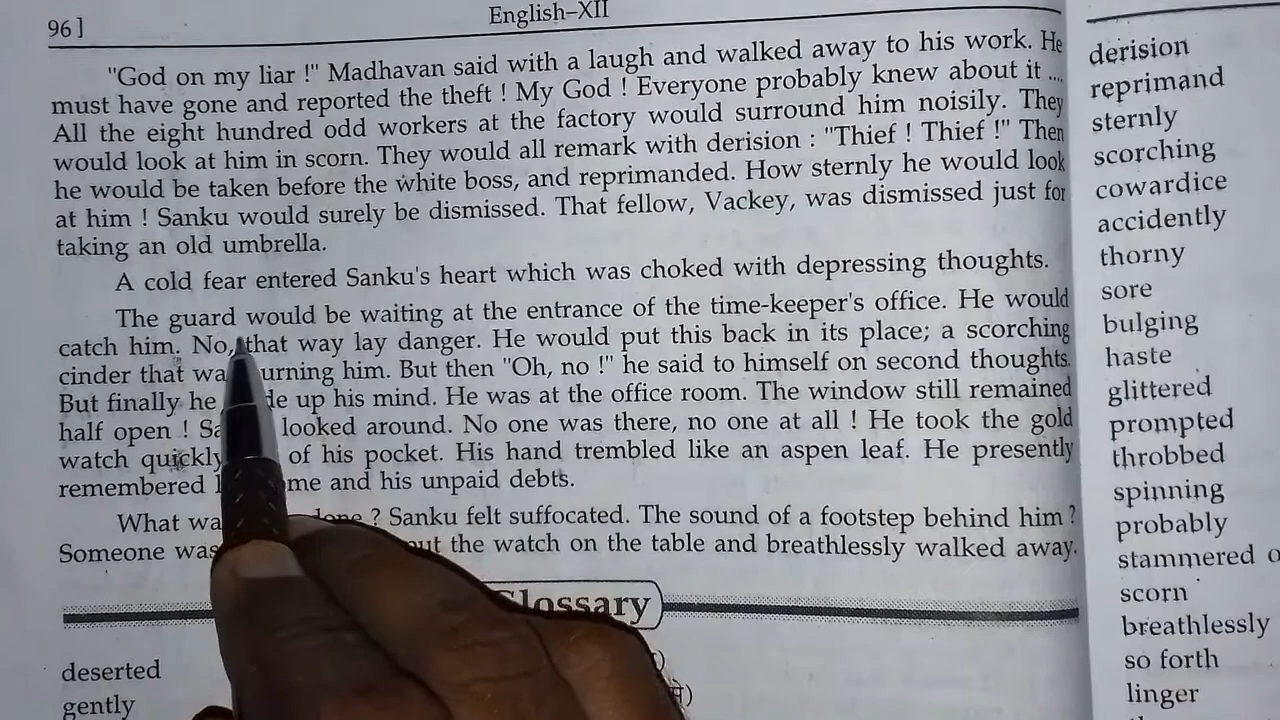 96]
English–XII
"God on my liar !" Madhavan said with a laugh and walked away to his work. He
must have gone and reported the theft ! My God ! Everyone probably knew about it ....
All the eight hundred odd workers at the factory would surround him noisily. They
would look at him in scorn. They would all remark with derision : "Thief ! Thief !" Then
he would be taken before the white boss, and reprimanded. How sternly he would look
at him ! Sanku would surely be dismissed. That fellow, Vackey, was dismissed just for
taking an old umbrella.
A cold fear entered Sanku's heart which was choked with depressing thoughts.
The guard would be waiting at the entrance of the time-keeper's office. He would
catch him. No, that way lay danger. He would put this back in its place; a scorching
cinder that wa urning him. But then "Oh, no !" he said to himself on second thoughts.
But finally he de up his mind. He was at the office room. The window still remained
half open ! Sa looked around. No one was there, no one at all ! He took the gold
watch quickly of his pocket. His hand trembled like an aspen leaf. He presently
remembered me and his unpaid debts.
What wa done ? Sanku felt suffocated. The sound of a footstep behind him ?
Someone was put the watch on the table and breathlessly walked away.
Glossary
deserted
gently
derision
reprimand
sternly
scorching
cowardice
accidently
thorny
sore
bulging
haste
glittered
prompted
throbbed
spinning
probably
stammered o
scorn
breathlessly
so forth
linger